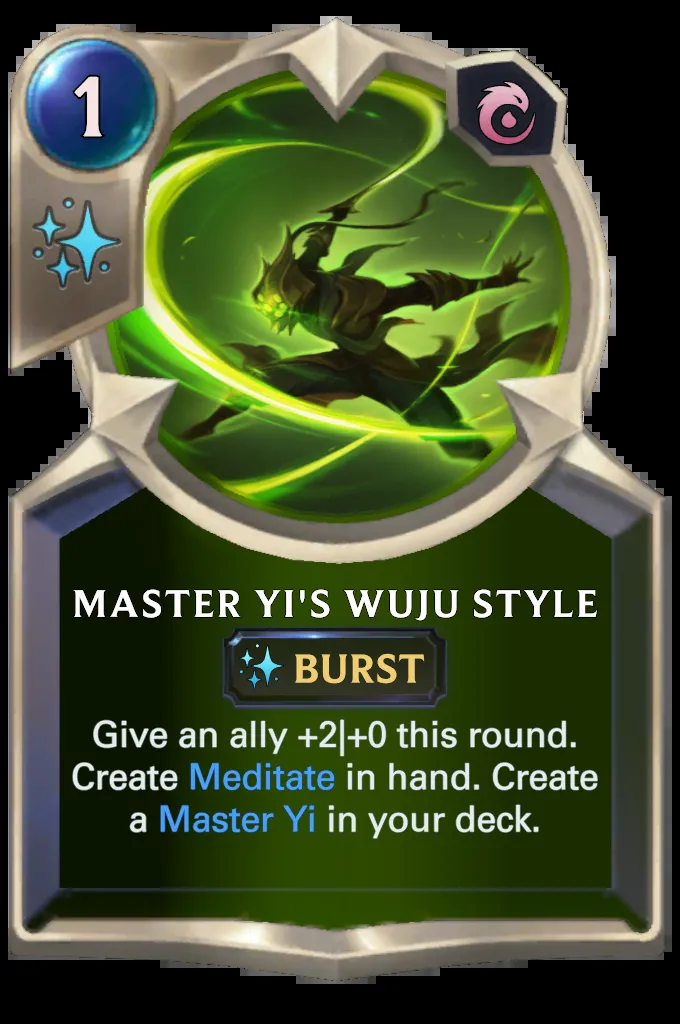 1
MASTER YI'S WUJU STYLE
BURST
Give an ally +2|+0 this round.
Create Meditate in hand. Create
a Master Yi in your deck.